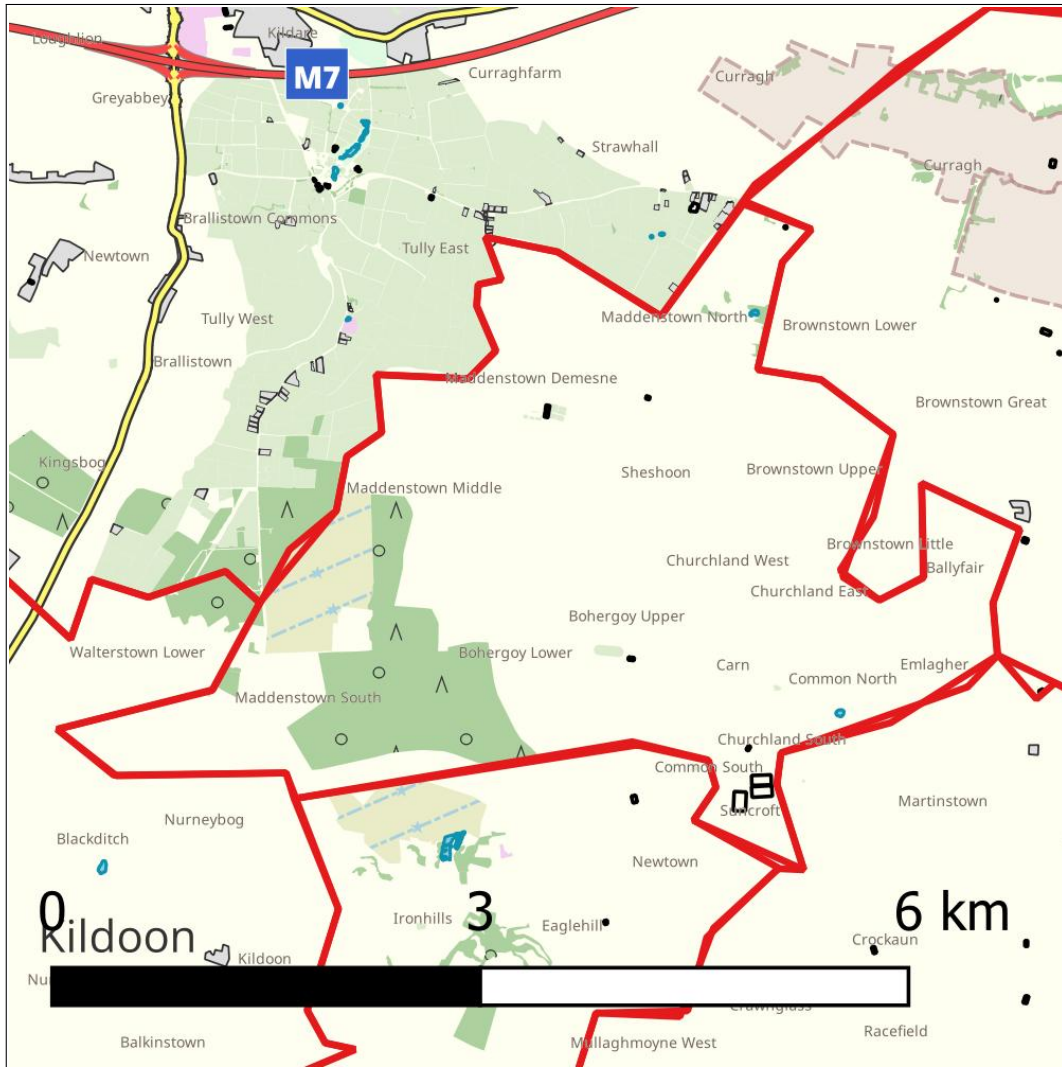 Loughlion
Kildare
M7
Curraghfarm
Curragh
Greyabbey
Strawhall
Curragh
Brallistown Commons
Tully East
Newtown
Tully West
Maddenstown North
Brownstown Lower
Brallistown
Maddenstown Demesne
Brownstown Great
Kingsbog
Sheshoon
Brownstown Upper
Maddenstown Middle
Brownstown Little
Churchland West
Ballyfair
Churchland East
Bohergoy Upper
Walterstown Lower
Bohergoy Lower
Carn
Emlagher
Common North
Maddenstown South
Churchland South
Common South
Martinstown
Suncroft
Nurneybog
Blackditch
Newtown
0 3 6 km
Ironhills
Eaglehill
Kildoon
Crockaun
Kildoon
Crawnglass
Racefield
Balkinstown
Mullaghmoyne West